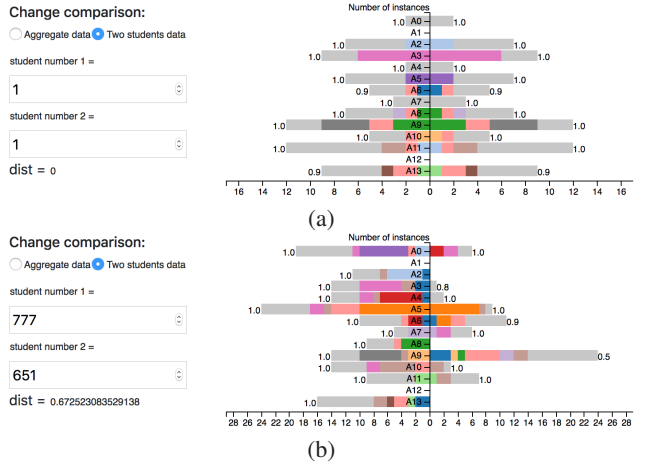 Change comparison:
Aggregate data Two students data
student number 1 =
1
student number 2 =
1
dist = 0
Number of instances
1.0 A0 1.0
A1
1.0 A2 1.0
1.0 A3 1.0
1.0 A4 1.0
1.0 A5 1.0
0.9 A6 0.9
1.0 A7 1.0
1.0 A8 1.0
1.0 A9 1.0
1.0 A10 1.0
1.0 A11 1.0
A12
0.9 A13 0.9
16 14 12 10 8 6 4 2 0 2 4 6 8 10 12 14 16
(a)
Change comparison:
Aggregate data Two students data
student number 1 =
777
student number 2 =
651
dist = 0.672523083529138
Number of instances
1.0 A0 1.0
A1
1.0 A2
1.0 A3 0.8
1.0 A4 1.0
1.0 A5 1.0
1.0 A6 0.9
1.0 A7 1.0
1.0 A8
1.0 A9 0.5
1.0 A10 1.0
1.0 A11 1.0
A12
1.0 A13
28 26 24 22 20 18 16 14 12 10 8 6 4 2 0 2 4 6 8 10 12 14 16 18 20 22 24 26 28
(b)